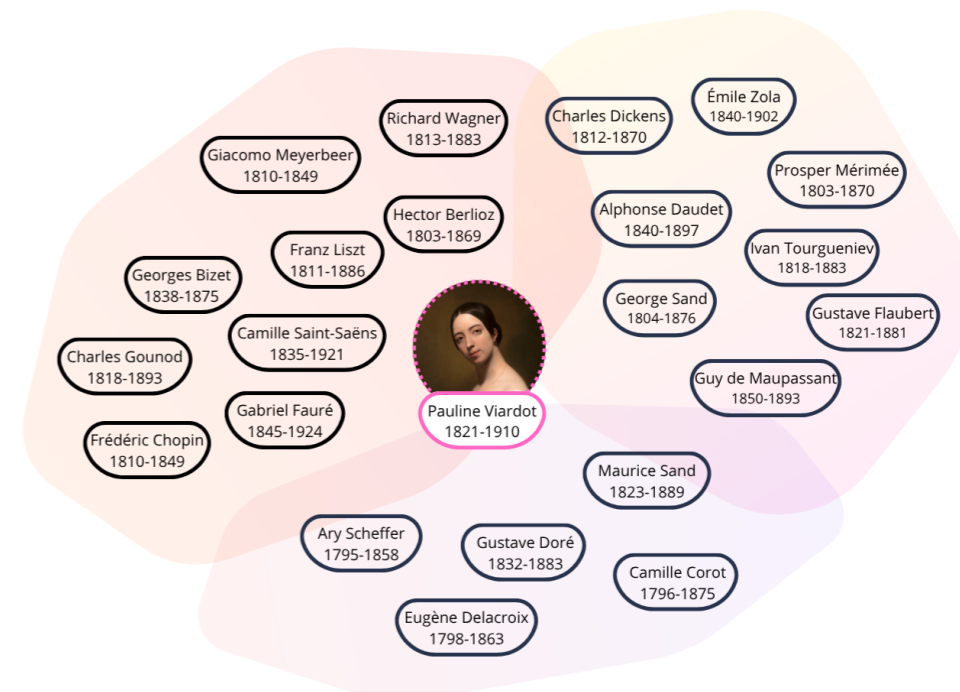 Richard Wagner
1813-1883
Giacomo Meyerbeer
1810-1849
Hector Berlioz
1803-1869
Franz Liszt
1811-1886
Georges Bizet
1838-1875
Camille Saint-Saëns
1835-1921
Charles Gounod
1818-1893
Gabriel Fauré
1845-1924
Frédéric Chopin
1810-1849
Pauline Viardot
1821-1910
Charles Dickens
1812-1870
Émile Zola
1840-1902
Prosper Mérimée
1803-1870
Alphonse Daudet
1840-1897
Ivan Tourgueniev
1818-1883
George Sand
1804-1876
Gustave Flaubert
1821-1881
Guy de Maupassant
1850-1893
Maurice Sand
1823-1889
Ary Scheffer
1795-1858
Gustave Doré
1832-1883
Camille Corot
1796-1875
Eugène Delacroix
1798-1863